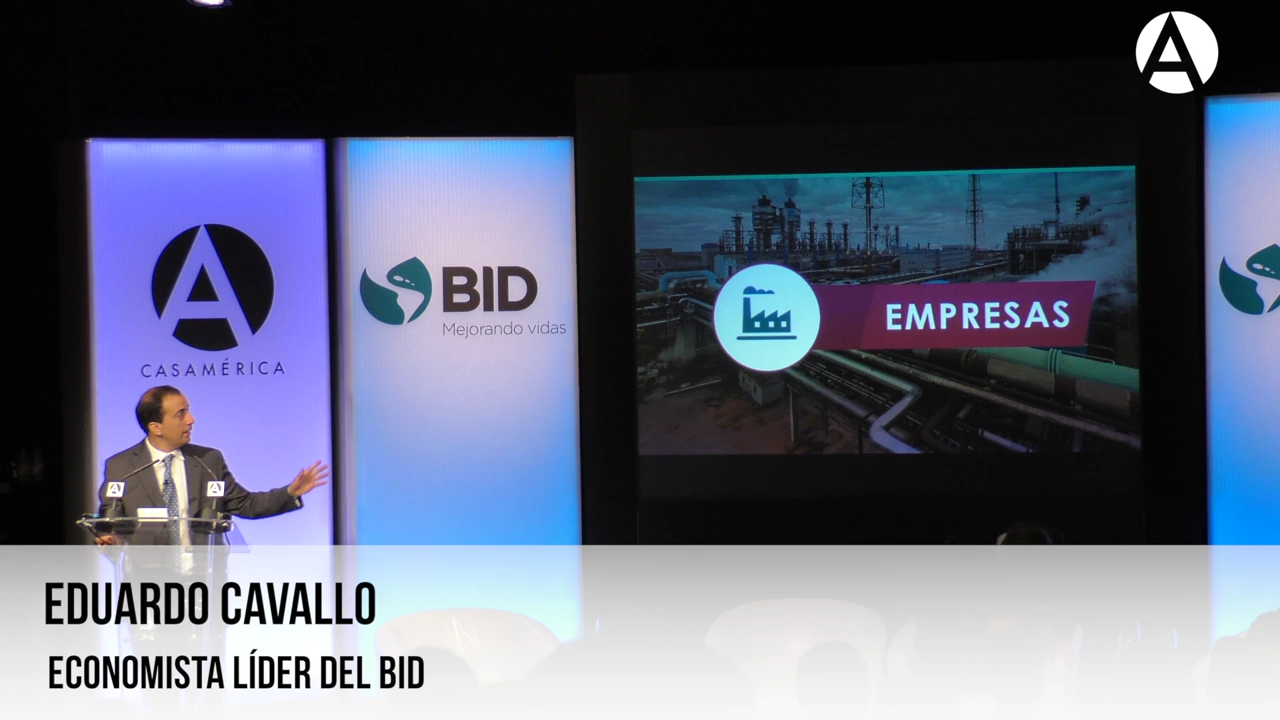 CASAMÉRICA
BID
Mejorando vidas
EMPRESAS
EDUARDO CAVALLO
ECONOMISTA LÍDER DEL BID